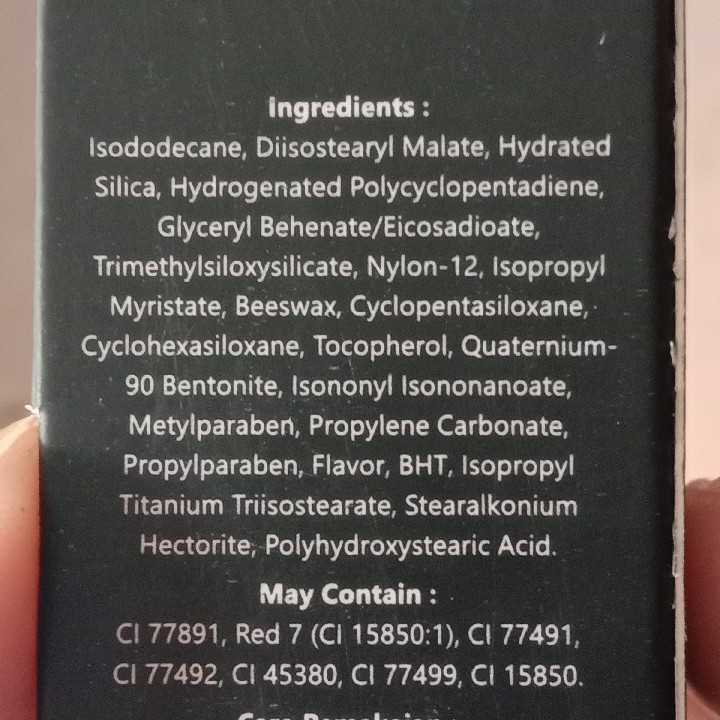 Ingredients :
Isododecane, Diisostearyl Malate, Hydrated
Silica, Hydrogenated Polycyclopentadiene,
Glyceryl Behenate/Eicosadioate,
Trimethylsiloxysilicate, Nylon-12, Isopropyl
Myristate, Beeswax, Cyclopentasiloxane,
Cyclohexasiloxane, Tocopherol, Quaternium-
90 Bentonite, Isononyl Isononanoate,
Metylparaben, Propylene Carbonate,
Propylparaben, Flavor, BHT, Isopropyl
Titanium Triisostearate, Stearalkonium
Hectorite, Polyhydroxystearic Acid.
May Contain :
CI 77891, Red 7 (CI 15850:1), CI 77491,
CI 77492, CI 45380, CI 77499, CI 15850.